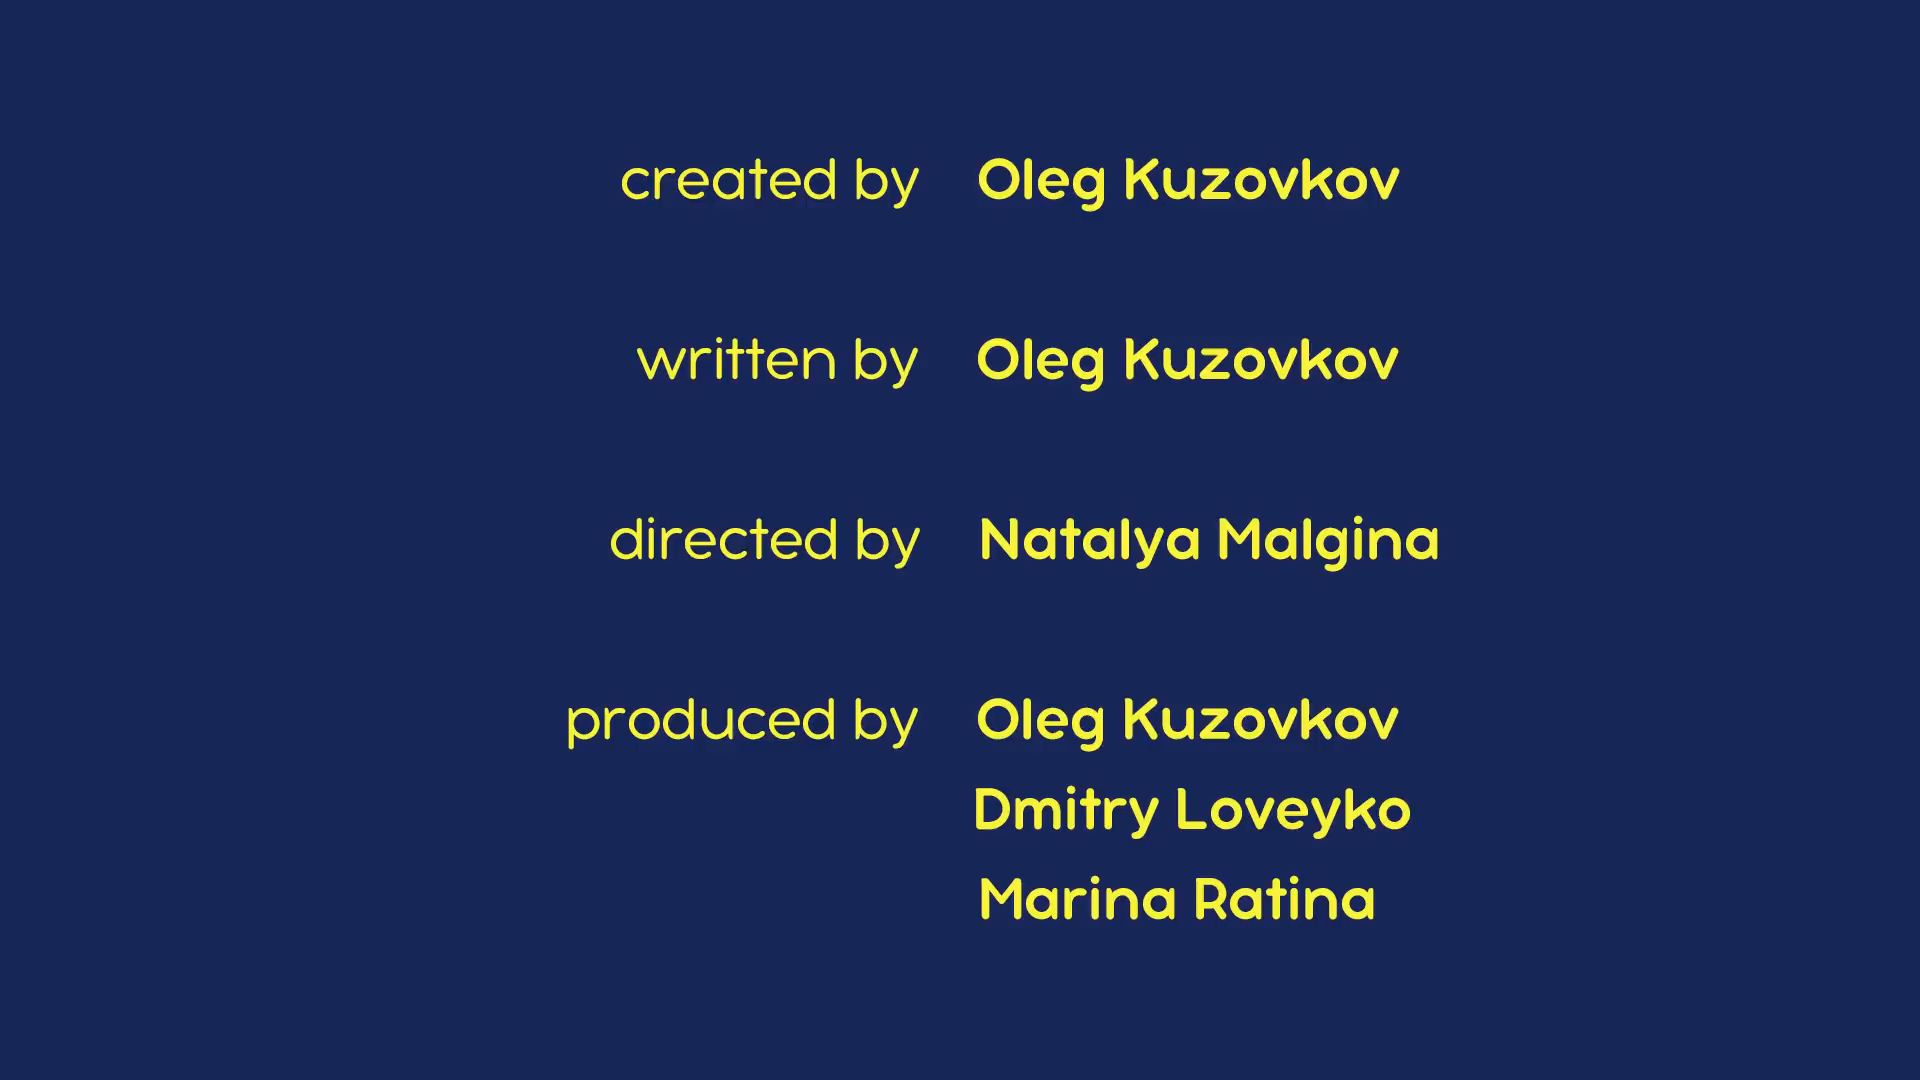 created by Oleg Kuzovkov
written by Oleg Kuzovkov
directed by Natalya Malgina
produced by Oleg Kuzovkov
Dmitry Loveyko
Marina Ratina